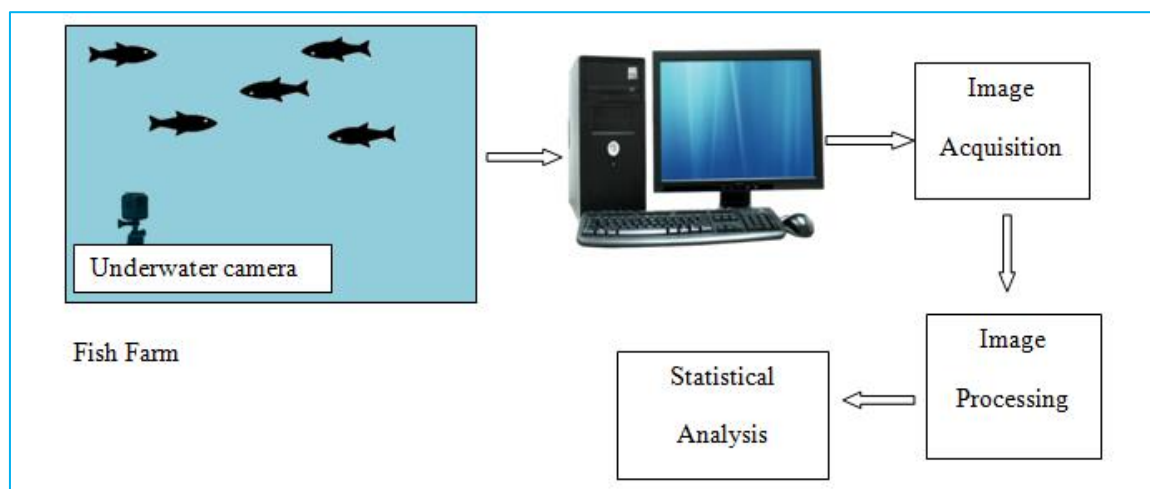 Underwater camera
Fish Farm
Image
Acquisition
Image
Processing
Statistical
Analysis